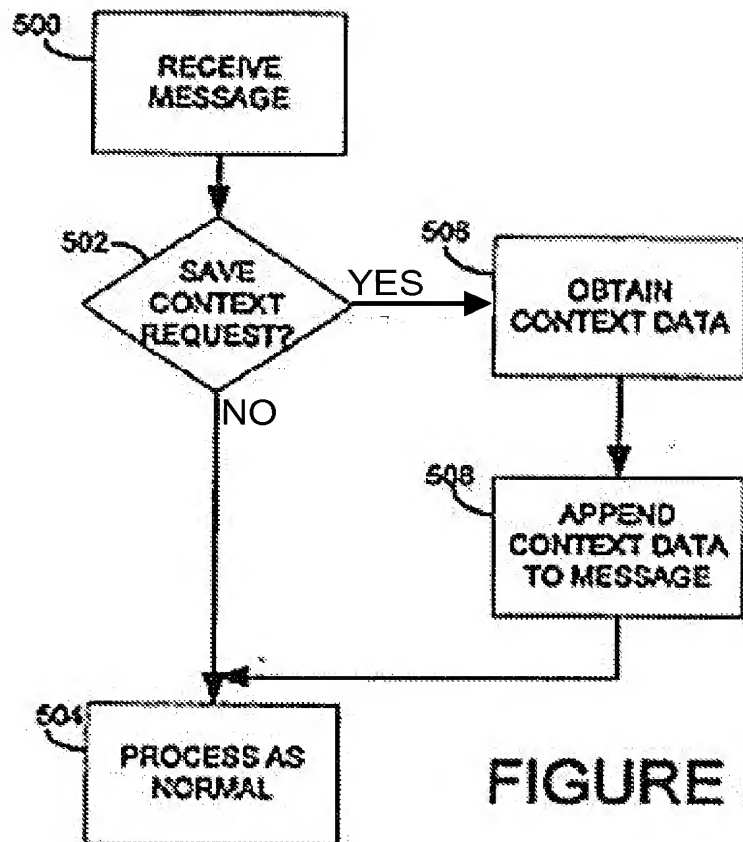 500
RECEIVE
MESSAGE
502
SAVE
CONTEXT
REQUEST?
YES
NO
508
OBTAIN
CONTEXT DATA
508
APPEND
CONTEXT DATA
TO MESSAGE
504
PROCESS AS
NORMAL
FIGURE